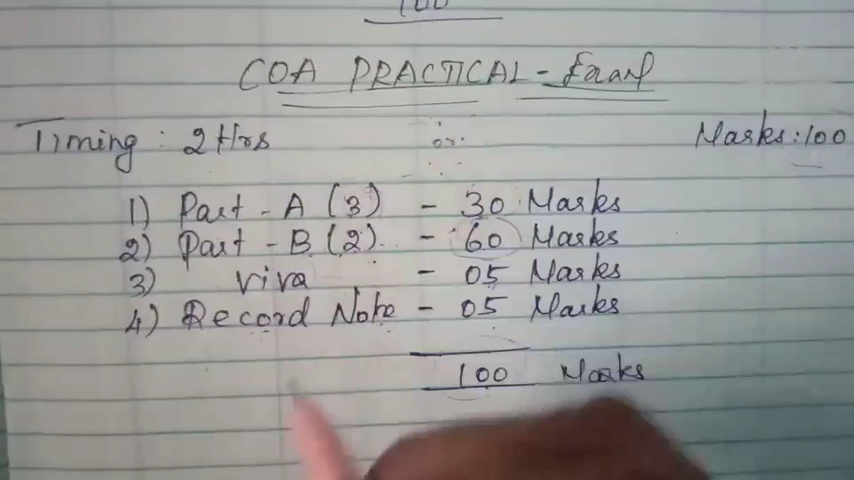 100
COA PRACTICAL - Exam
Timing : 2 Hrs Marks : 100
1) Part - A (3) - 30 Marks
2) Part - B (2) - 60 Marks
3) viva - 05 Marks
4) Record Note - 05 Marks
100 Marks